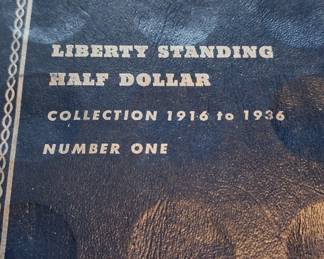 LIBERTY STANDING
HALF DOLLAR
COLLECTION 1916 to 1936
NUMBER ONE